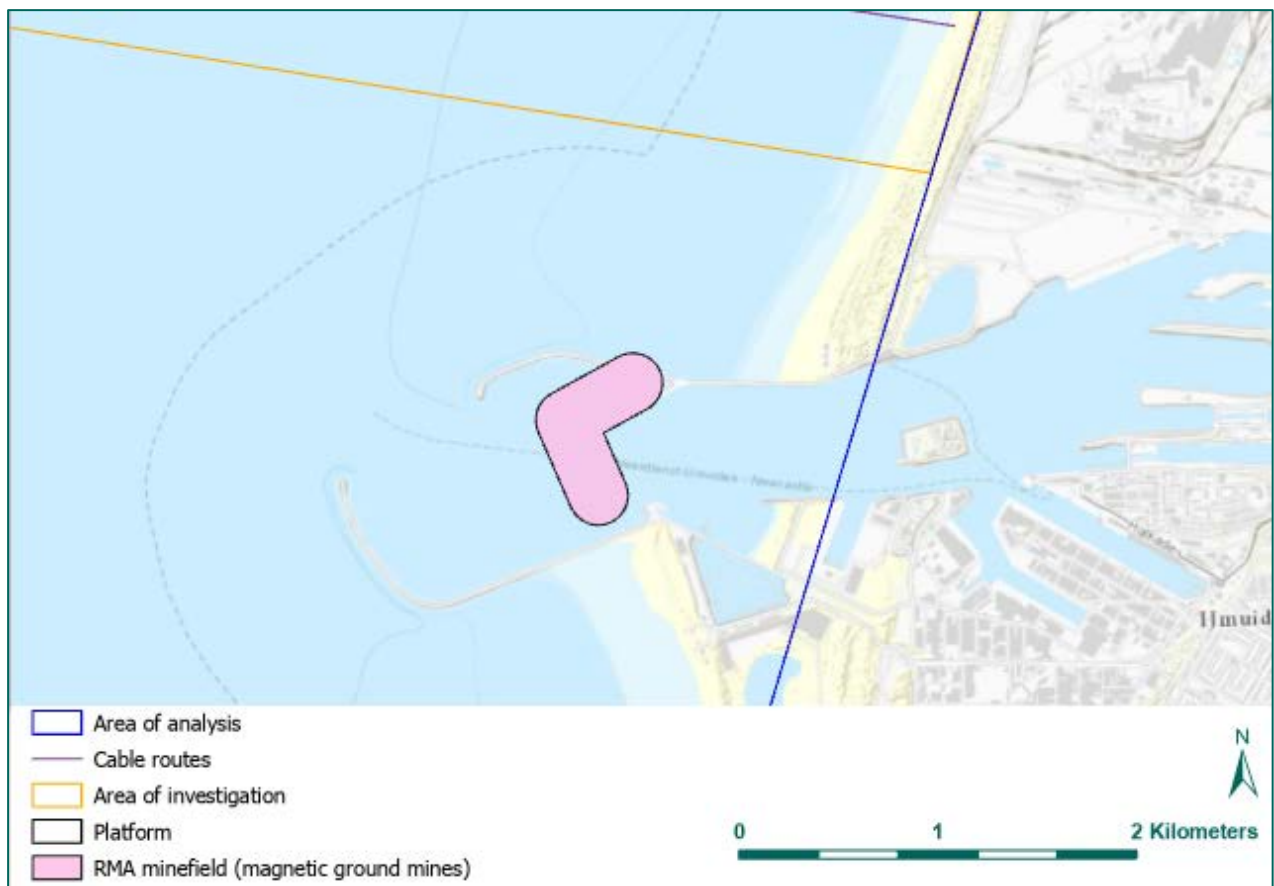 IJmuid
Area of analysis
Cable routes
Area of investigation
Platform
RMA minefield (magnetic ground mines)
N
0 1 2 Kilometers